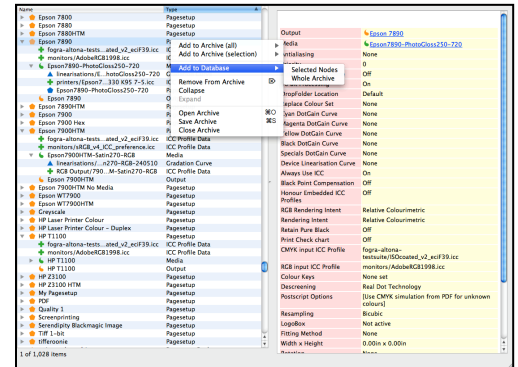 Name Type
Epson 7800 Pagesetup
Epson 7880 Pagesetup
Epson 7880HTM Pagesetup
Epson 7890 Pagesetup
fogra-altona-tests...ated_v2_eciF39.icc
monitors/AdobeRGB1998.icc
Epson7890-PhotoGloss250-720
linearisations/E...hotoGloss250-720
printers/Epson7...330 K95 7-5.icc
Epson7890-PhotoGloss250-720
Epson 7890
Epson 7890HTM Pagesetup
Epson 7900 Pagesetup
Epson 7900 Hex Pagesetup
Epson 7900HTM Pagesetup
fogra-altona-tests...ated_v2_eciF39.icc ICC Profile Data
monitors/sRGB_v4_ICC_preference.icc ICC Profile Data
Epson7900HTM-Satin270-RGB Media
linearisations/...n270-RGB-240510 Gradation Curve
RGB Output/790...M-Satin270-RGB ICC Profile Data
Epson 7900HTM Output
Epson 7900HTM No Media Pagesetup
Epson WT7900 Pagesetup
Epson WT7900HTM Pagesetup
Greyscale Pagesetup
HP Laser Printer Colour Pagesetup
HP Laser Printer Colour - Duplex Pagesetup
HP T1100 Pagesetup
fogra-altona-tests...ated_v2_eciF39.icc ICC Profile Data
monitors/AdobeRGB1998.icc ICC Profile Data
HP T1100 Media
HP T1100 Output
HP Z3100 Pagesetup
HP Z3100 HTM Pagesetup
My Pagesetup Pagesetup
PDF Pagesetup
Quality 1 Pagesetup
Screenprinting Pagesetup
Serendipity Blackmagic Image Pagesetup
Tiff 1-bit Pagesetup
tifferoonie Pagesetup
1 of 1,028 items
Add to Archive (all)
Add to Archive (selection)
Add to Database
Remove From Archive
Collapse
Expand
Open Archive ⌘O
Save Archive ⌘S
Close Archive
Selected Nodes
Whole Archive
Output Epson 7890
Media Epson7890-PhotoGloss250-720
Antialiasing None
0
Off
On
DropFolder Location Default
Replace Colour Set None
Cyan DotGain Curve None
Magenta DotGain Curve None
Yellow DotGain Curve None
Black DotGain Curve None
Specials DotGain Curve None
Device Linearisation Curve None
Always Use ICC On
Black Point Compensation Off
Honour Embedded ICC Profiles Off
RGB Rendering Intent Relative Colourimetric
Rendering Intent Relative Colourimetric
Retain Pure Black Off
Print Check chart Off
CMYK input ICC Profile fogra-altona-testsuite/ISOcoated_v2_eciF39.icc
RGB input ICC Profile monitors/AdobeRGB1998.icc
Colour Keys None set
Descreening Real Dot Technology
Postscript Options [Use CMYK simulation from PDF for unknown colours]
Resampling Bicubic
LogoBox Not active
Fitting Method None
Width x Height 0.00in x 0.00in
Rotation None